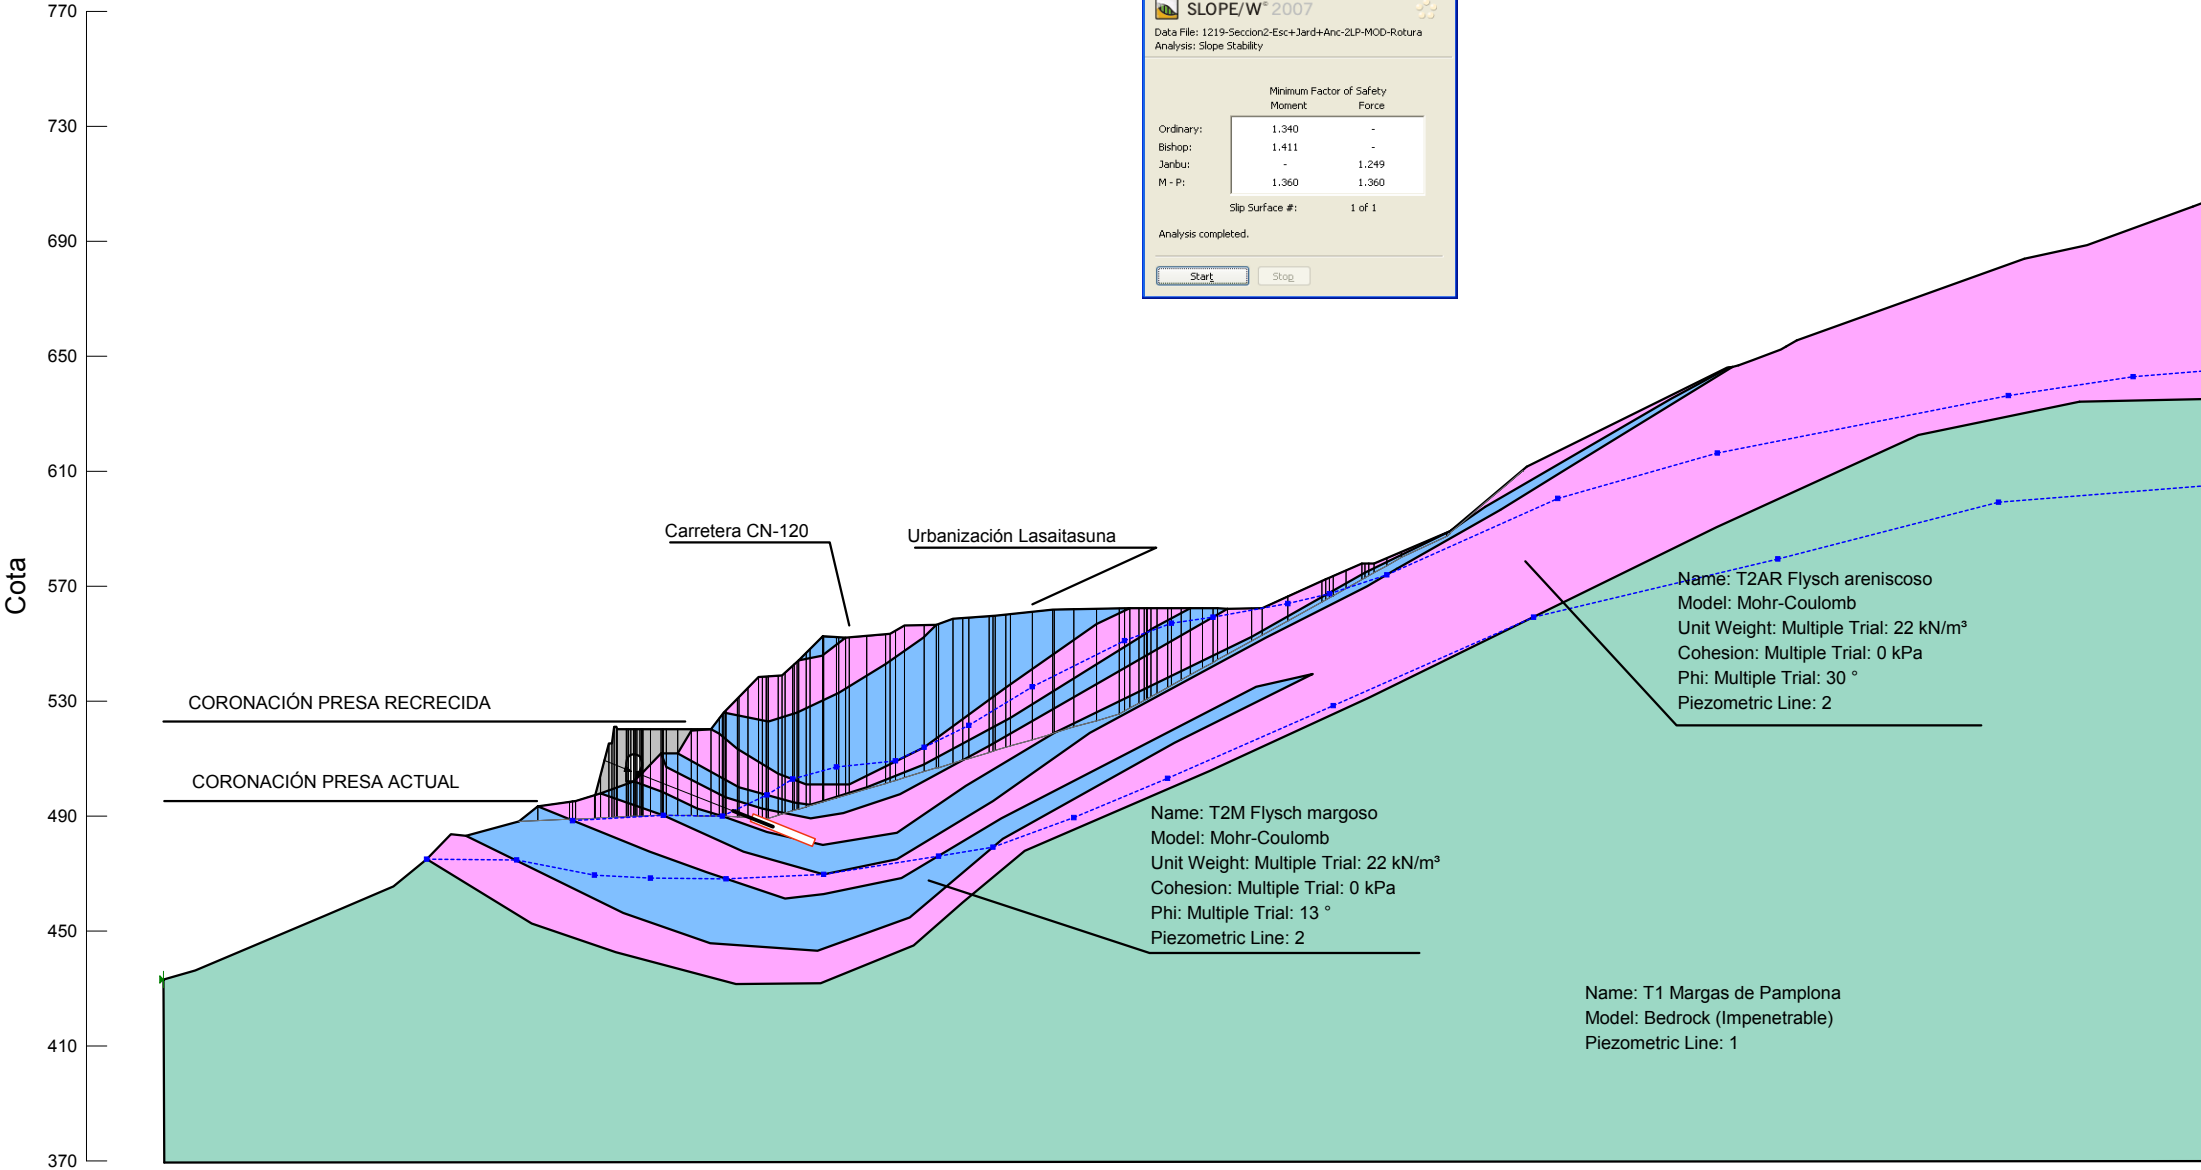 770
730
690
650
610
570
530
490
450
410
370
Cota
SLOPE/W® 2007
Data File: 1219-Seccion2-Esc+Jard+Anc-2LP-MOD-Rotura
Analysis: Slope Stability
Minimum Factor of Safety
Moment Force
Ordinary: 1.340 -
Bishop: 1.411 -
Janbu: - 1.249
M - P: 1.360 1.360
Slip Surface #: 1 of 1
Analysis completed.
Start Stop
Carretera CN-120
Urbanización Lasaitasuna
CORONACIÓN PRESA RECRECIDA
CORONACIÓN PRESA ACTUAL
Name: T2AR Flysch areniscoso
Model: Mohr-Coulomb
Unit Weight: Multiple Trial: 22 kN/m³
Cohesion: Multiple Trial: 0 kPa
Phi: Multiple Trial: 30 °
Piezometric Line: 2
Name: T2M Flysch margoso
Model: Mohr-Coulomb
Unit Weight: Multiple Trial: 22 kN/m³
Cohesion: Multiple Trial: 0 kPa
Phi: Multiple Trial: 13 °
Piezometric Line: 2
Name: T1 Margas de Pamplona
Model: Bedrock (Impenetrable)
Piezometric Line: 1